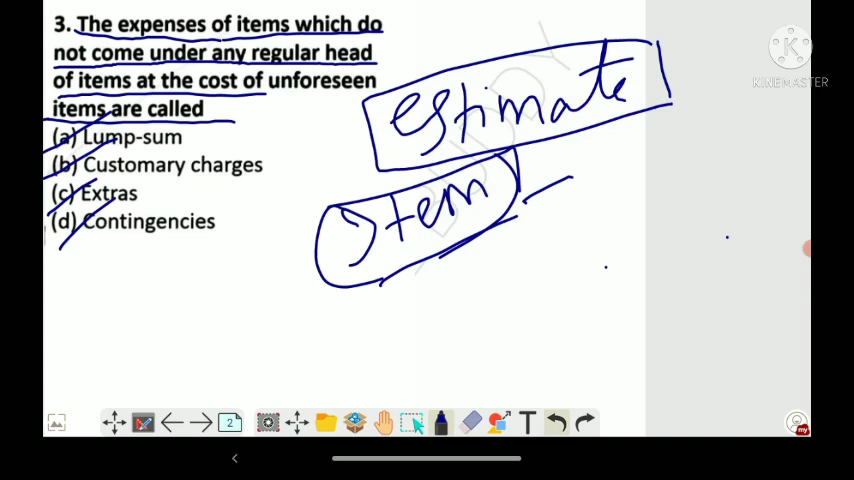 3. The expenses of items which do
not come under any regular head
of items at the cost of unforeseen
items are called
(a) Lump-sum
(b) Customary charges
(c) Extras
(d) Contingencies
estimate
Item
KINEMASTER
2
T
my